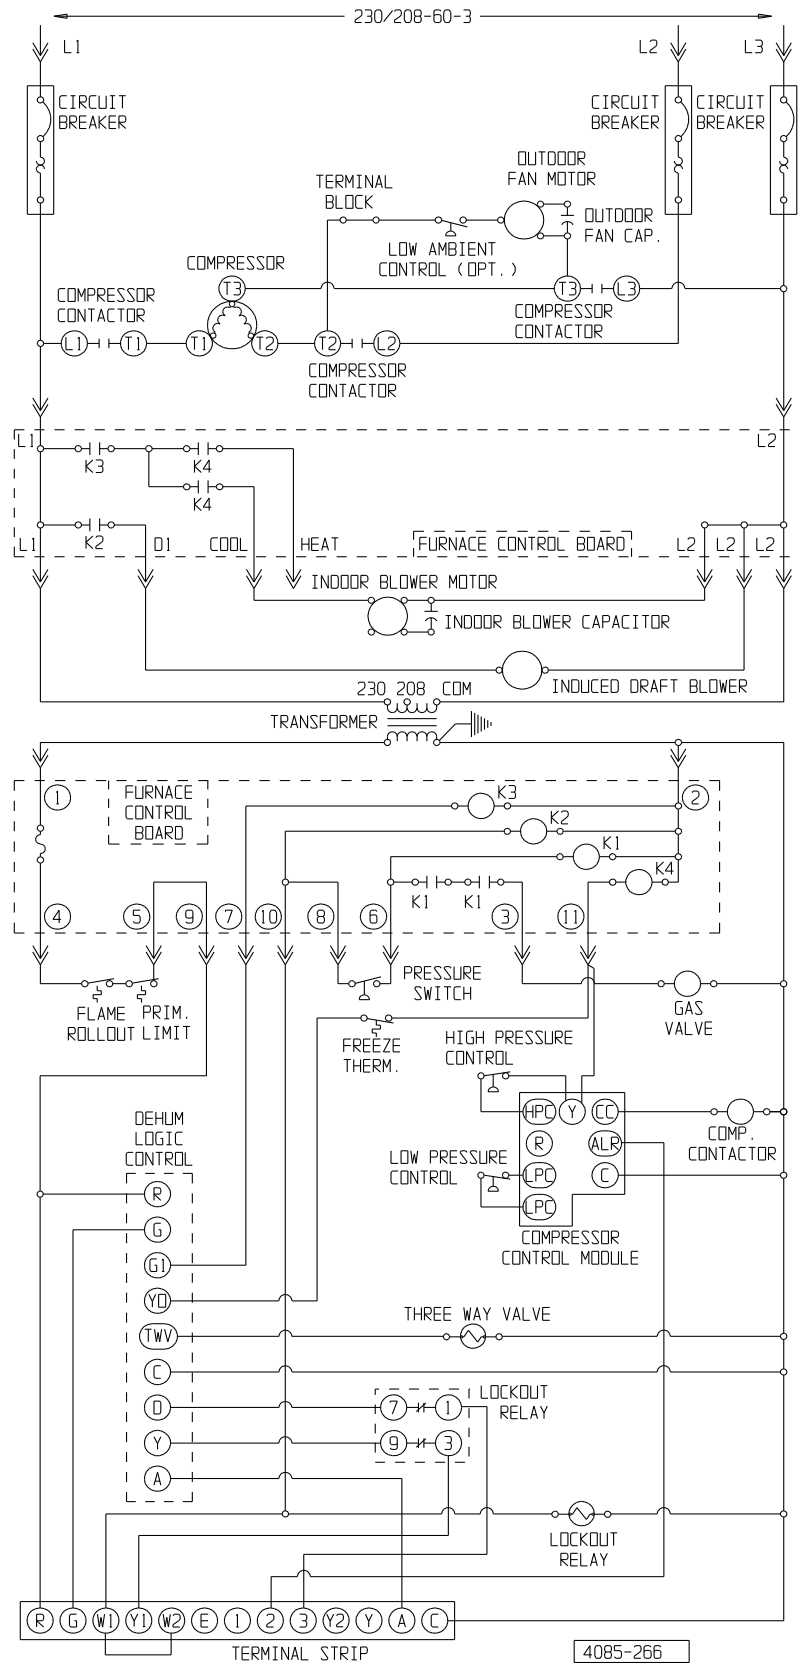 230/208-60-3
L1
L2
L3
CIRCUIT
BREAKER
CIRCUIT
BREAKER
CIRCUIT
BREAKER
OUTDOOR
FAN MOTOR
TERMINAL
BLOCK
OUTDOOR
FAN CAP.
LOW AMBIENT
CONTROL (OPT.)
COMPRESSOR
T3
T3
L3
COMPRESSOR
CONTACTOR
COMPRESSOR
CONTACTOR
L1
T1
T1
T2
T2
L2
COMPRESSOR
CONTACTOR
L1
L2
K3
K4
K4
K2
L1
D1
COOL
HEAT
FURNACE CONTROL BOARD
L2
L2
L2
INDOOR BLOWER MOTOR
INDOOR BLOWER CAPACITOR
INDUCED DRAFT BLOWER
230 208 COM
TRANSFORMER
1
FURNACE
CONTROL
BOARD
K3
2
K2
K1
K4
K1
K1
4
5
9
7
10
8
6
3
11
PRESSURE
SWITCH
FLAME
ROLLOUT
PRIM.
LIMIT
GAS
VALVE
FREEZE
THERM.
HIGH PRESSURE
CONTROL
HPC
Y
CC
COMP.
CONTACTOR
R
ALR
LOW PRESSURE
CONTROL
LPC
C
LPC
COMPRESSOR
CONTROL MODULE
DEHUM
LOGIC
CONTROL
R
G
G1
YO
TWV
THREE WAY VALVE
C
D
7
1
LOCKOUT
RELAY
Y
9
3
A
LOCKOUT
RELAY
R
G
W1
Y1
W2
E
1
2
3
Y2
Y
A
C
TERMINAL STRIP
4085-266